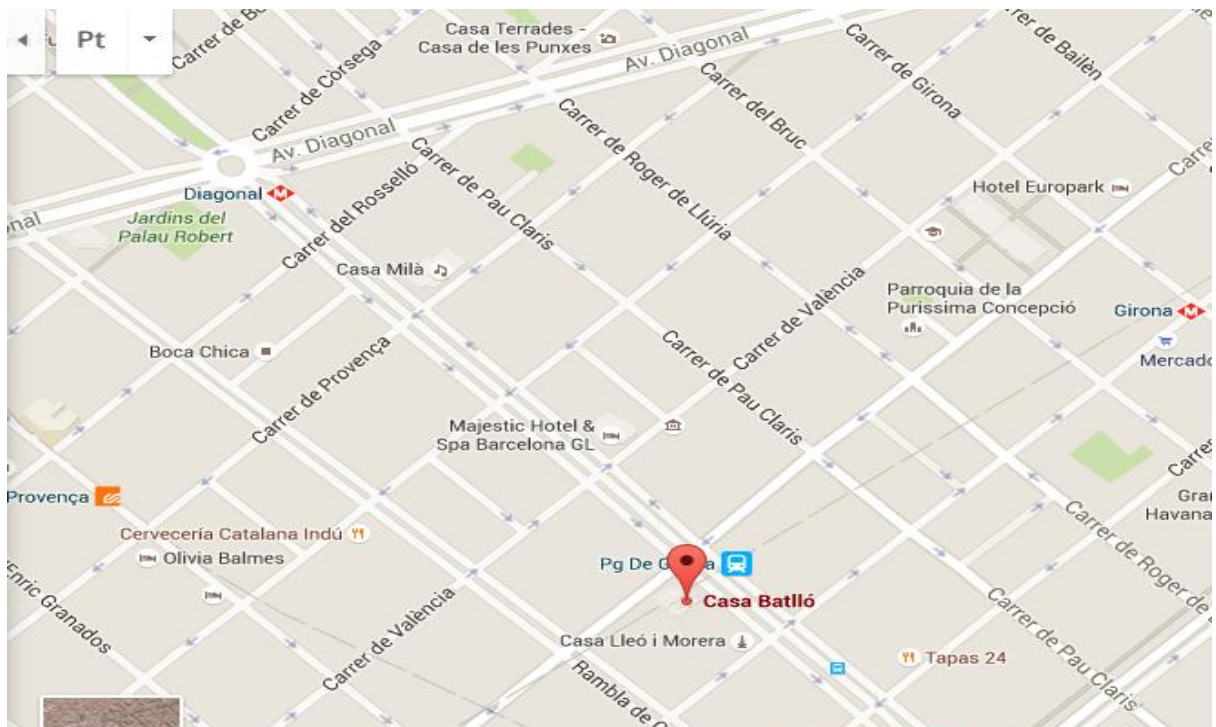 Pt
Carrer de Còrsega
Casa Terrades -
Casa de les Punxes
Av. Diagonal
Carrer de Girona
Carrer de Bailèn
Av. Diagonal
Carrer del Bruc
Carrer de Roger de Llúria
Carrer de Pau Claris
Diagonal
Jardins del
Palau Robert
Carrer del Rosselló
Casa Milà
Hotel Europark
Parroquia de la
Purissima Concepció
Girona
Mercado
Boca Chica
Carrer de Provença
Carrer de València
Carrer de Pau Claris
Majestic Hotel &
Spa Barcelona GL
Provença
Cervecería Catalana Indú
Olivia Balmes
Havana
Carrer de Roger de
Pg De G
Casa Batlló
Casa Lleó i Morera
Tapas 24
Enric Granados
Carrer de València
Rambla de
Carrer de Pau Claris